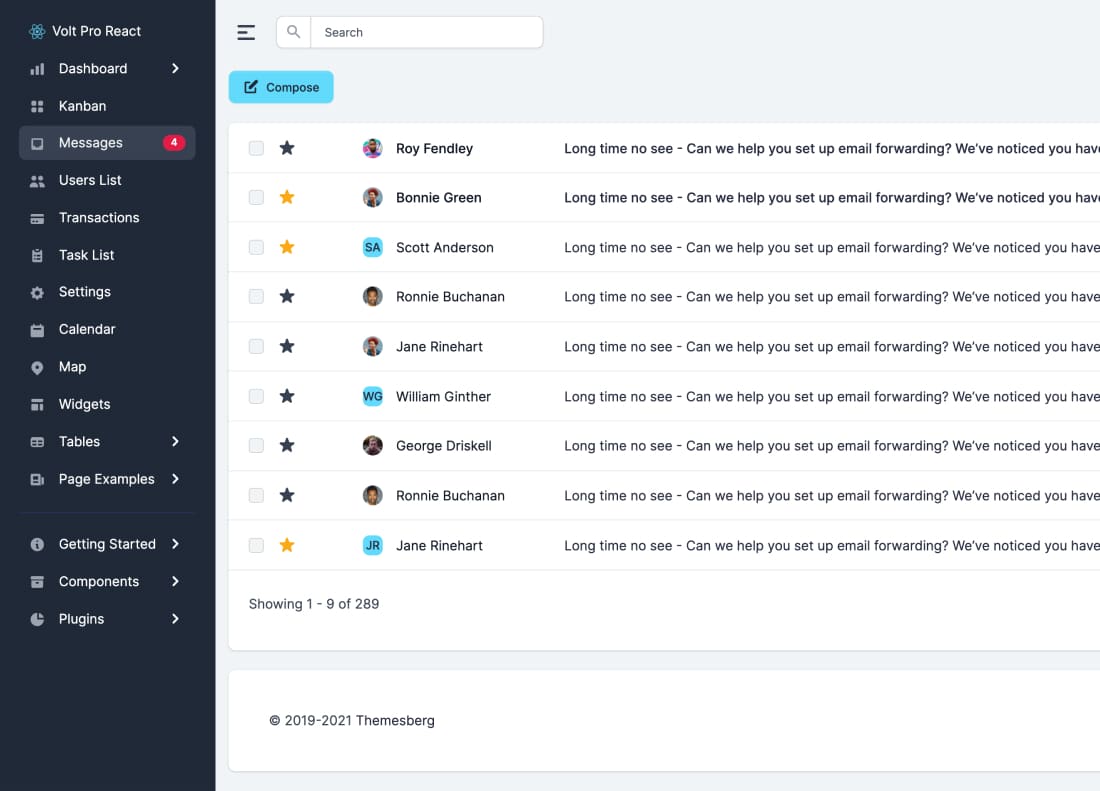 Volt Pro React
Dashboard
Kanban
Messages 4
Users List
Transactions
Task List
Settings
Calendar
Map
Widgets
Tables
Page Examples
Getting Started
Components
Plugins
Search
Compose
Roy Fendley Long time no see - Can we help you set up email forwarding? We’ve noticed you have
Bonnie Green Long time no see - Can we help you set up email forwarding? We’ve noticed you have
SA Scott Anderson Long time no see - Can we help you set up email forwarding? We’ve noticed you have
Ronnie Buchanan Long time no see - Can we help you set up email forwarding? We’ve noticed you have
Jane Rinehart Long time no see - Can we help you set up email forwarding? We’ve noticed you have
WG William Ginther Long time no see - Can we help you set up email forwarding? We’ve noticed you have
George Driskell Long time no see - Can we help you set up email forwarding? We’ve noticed you have
Ronnie Buchanan Long time no see - Can we help you set up email forwarding? We’ve noticed you have
JR Jane Rinehart Long time no see - Can we help you set up email forwarding? We’ve noticed you have
Showing 1 - 9 of 289
© 2019-2021 Themesberg